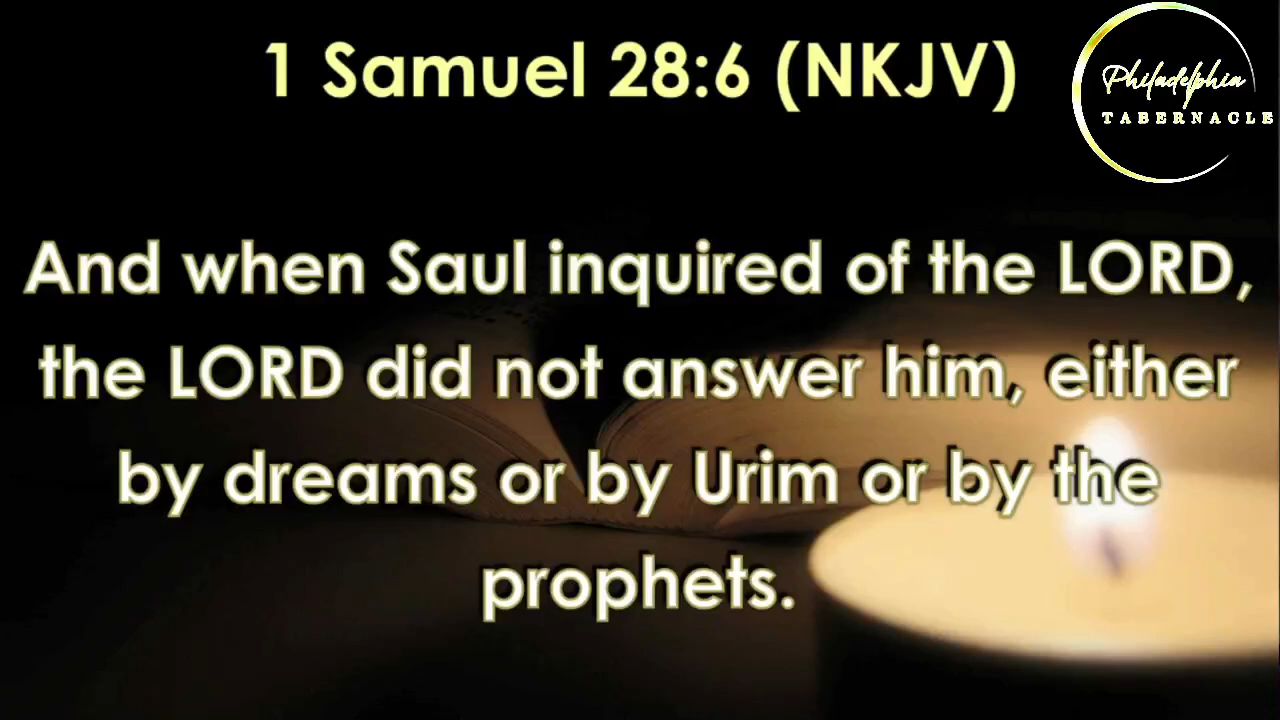 1 Samuel 28:6 (NKJV)
Philadelphia
TABERNACLE
And when Saul inquired of the LORD,
the LORD did not answer him, either
by dreams or by Urim or by the
prophets.